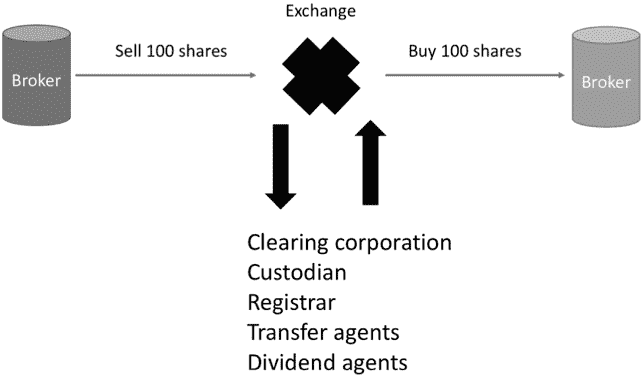 Exchange
Sell 100 shares
Buy 100 shares
Broker
Broker
Clearing corporation
Custodian
Registrar
Transfer agents
Dividend agents